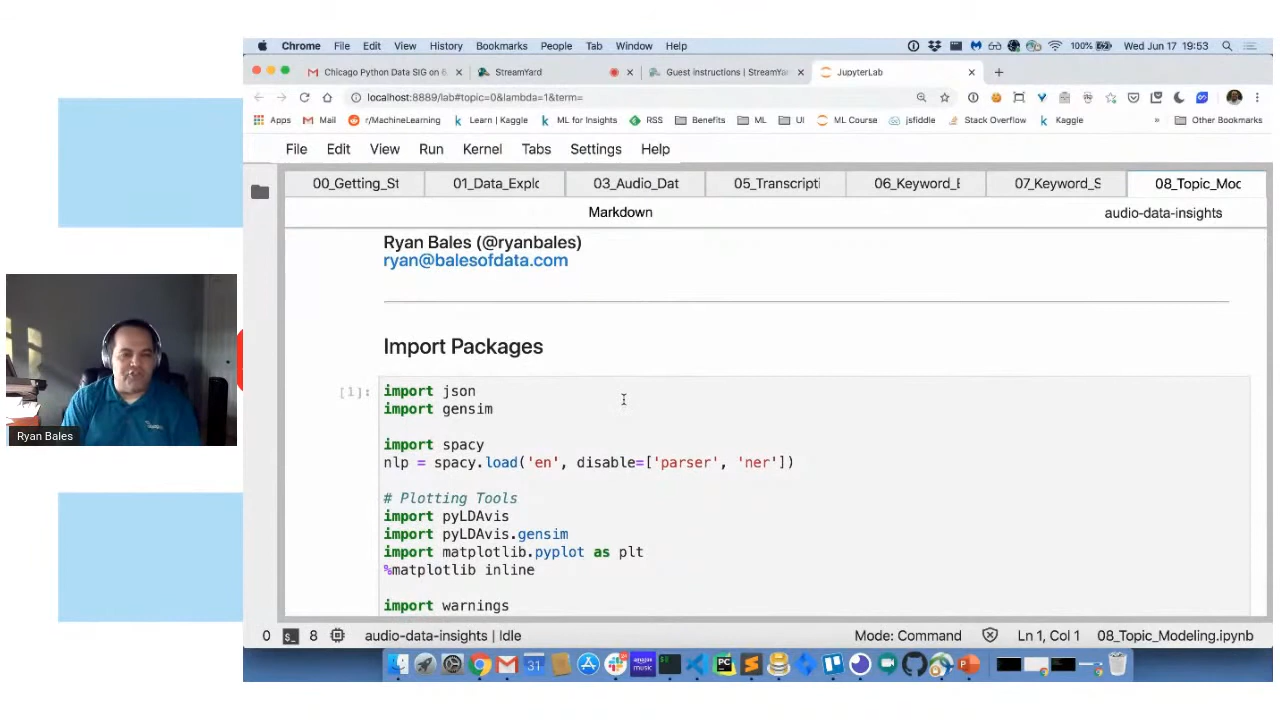 Chrome File Edit View History Bookmarks People Tab Window Help 100% Wed Jun 17 19:53
Chicago Python Data SIG on 6. StreamYard Guest instructions | StreamYar JupyterLab
localhost:8889/lab#topic=0&lambda=1&term=
Apps Mail r/MachineLearning Learn | Kaggle ML for Insights RSS Benefits ML UI ML Course jsfiddle Stack Overflow Kaggle » Other Bookmarks
File Edit View Run Kernel Tabs Settings Help
00_Getting_St 01_Data_Explc 03_Audio_Dat 05_Transcripti 06_Keyword_E 07_Keyword_S 08_Topic_Moc
Markdown audio-data-insights
Ryan Bales (@ryanbales)
ryan@balesofdata.com
Import Packages
[1]: import json
import gensim
import spacy
nlp = spacy.load('en', disable=['parser', 'ner'])
# Plotting Tools
import pyLDAvis
import pyLDAvis.gensim
import matplotlib.pyplot as plt
%matplotlib inline
import warnings
0 8 audio-data-insights | Idle Mode: Command Ln 1, Col 1 08_Topic_Modeling.ipynb
Ryan Bales
31 amazon music PC